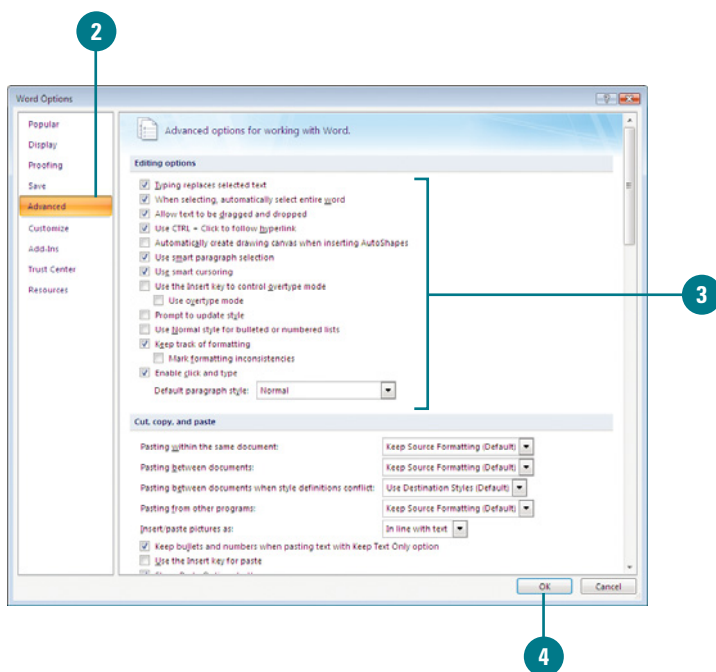 2
Word Options
Popular
Display
Proofing
Save
Advanced
Customize
Add-Ins
Trust Center
Resources
Advanced options for working with Word.
Editing options
Typing replaces selected text
When selecting, automatically select entire word
Allow text to be dragged and dropped
Use CTRL + Click to follow hyperlink
Automatically create drawing canvas when inserting AutoShapes
Use smart paragraph selection
Use smart cursoring
Use the Insert key to control overtype mode
Use overtype mode
Prompt to update style
Use Normal style for bulleted or numbered lists
Keep track of formatting
Mark formatting inconsistencies
Enable click and type
Default paragraph style: Normal
3
Cut, copy, and paste
Pasting within the same document: Keep Source Formatting (Default)
Pasting between documents: Keep Source Formatting (Default)
Pasting between documents when style definitions conflict: Use Destination Styles (Default)
Pasting from other programs: Keep Source Formatting (Default)
Insert/paste pictures as: In line with text
Keep bullets and numbers when pasting text with Keep Text Only option
Use the Insert key for paste
OK Cancel
4